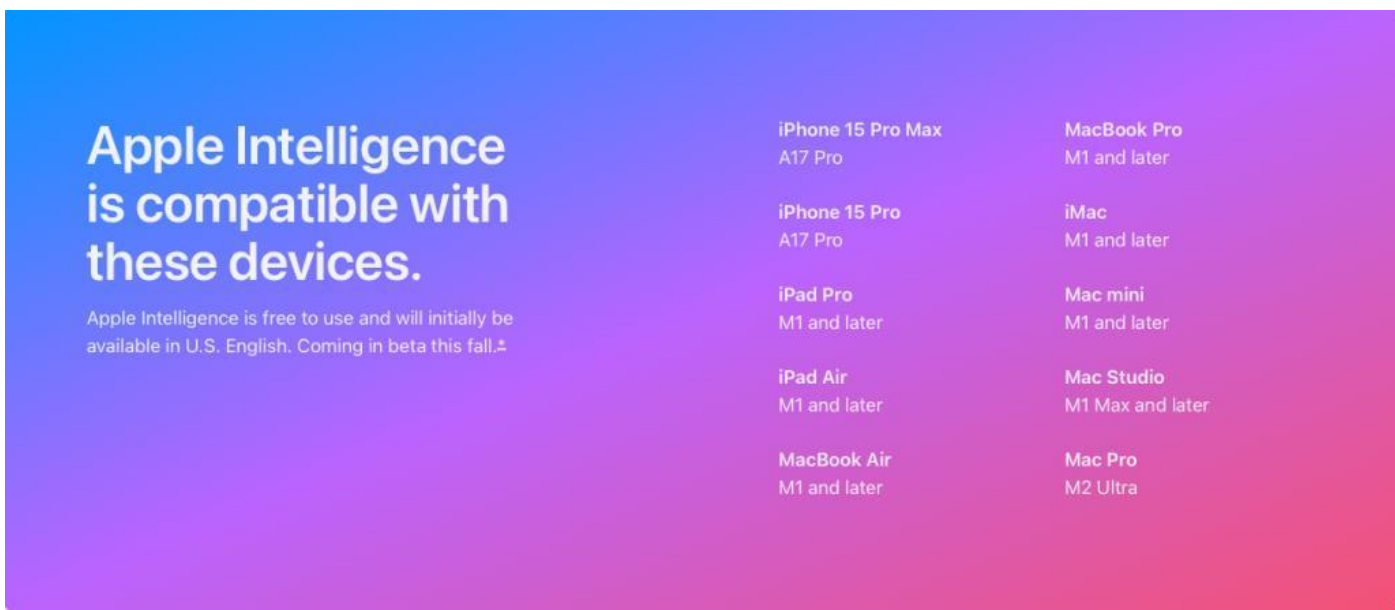 Apple Intelligence
is compatible with
these devices.
Apple Intelligence is free to use and will initially be
available in U.S. English. Coming in beta this fall.*
iPhone 15 Pro Max
A17 Pro
iPhone 15 Pro
A17 Pro
iPad Pro
M1 and later
iPad Air
M1 and later
MacBook Air
M1 and later
MacBook Pro
M1 and later
iMac
M1 and later
Mac mini
M1 and later
Mac Studio
M1 Max and later
Mac Pro
M2 Ultra